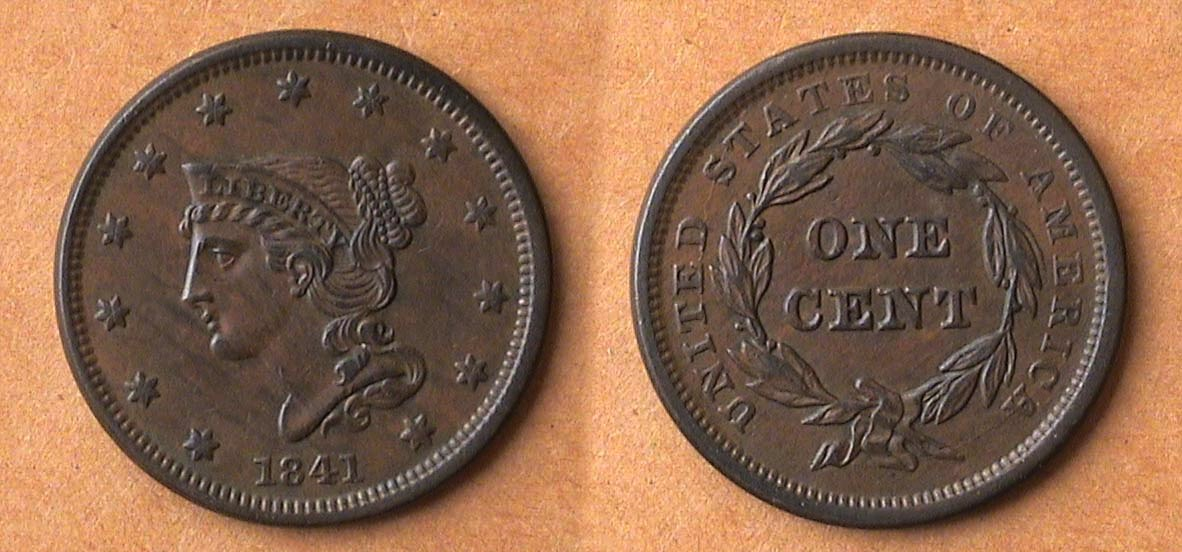 LIBERTY
1841
UNITED STATES OF AMERICA
ONE
CENT